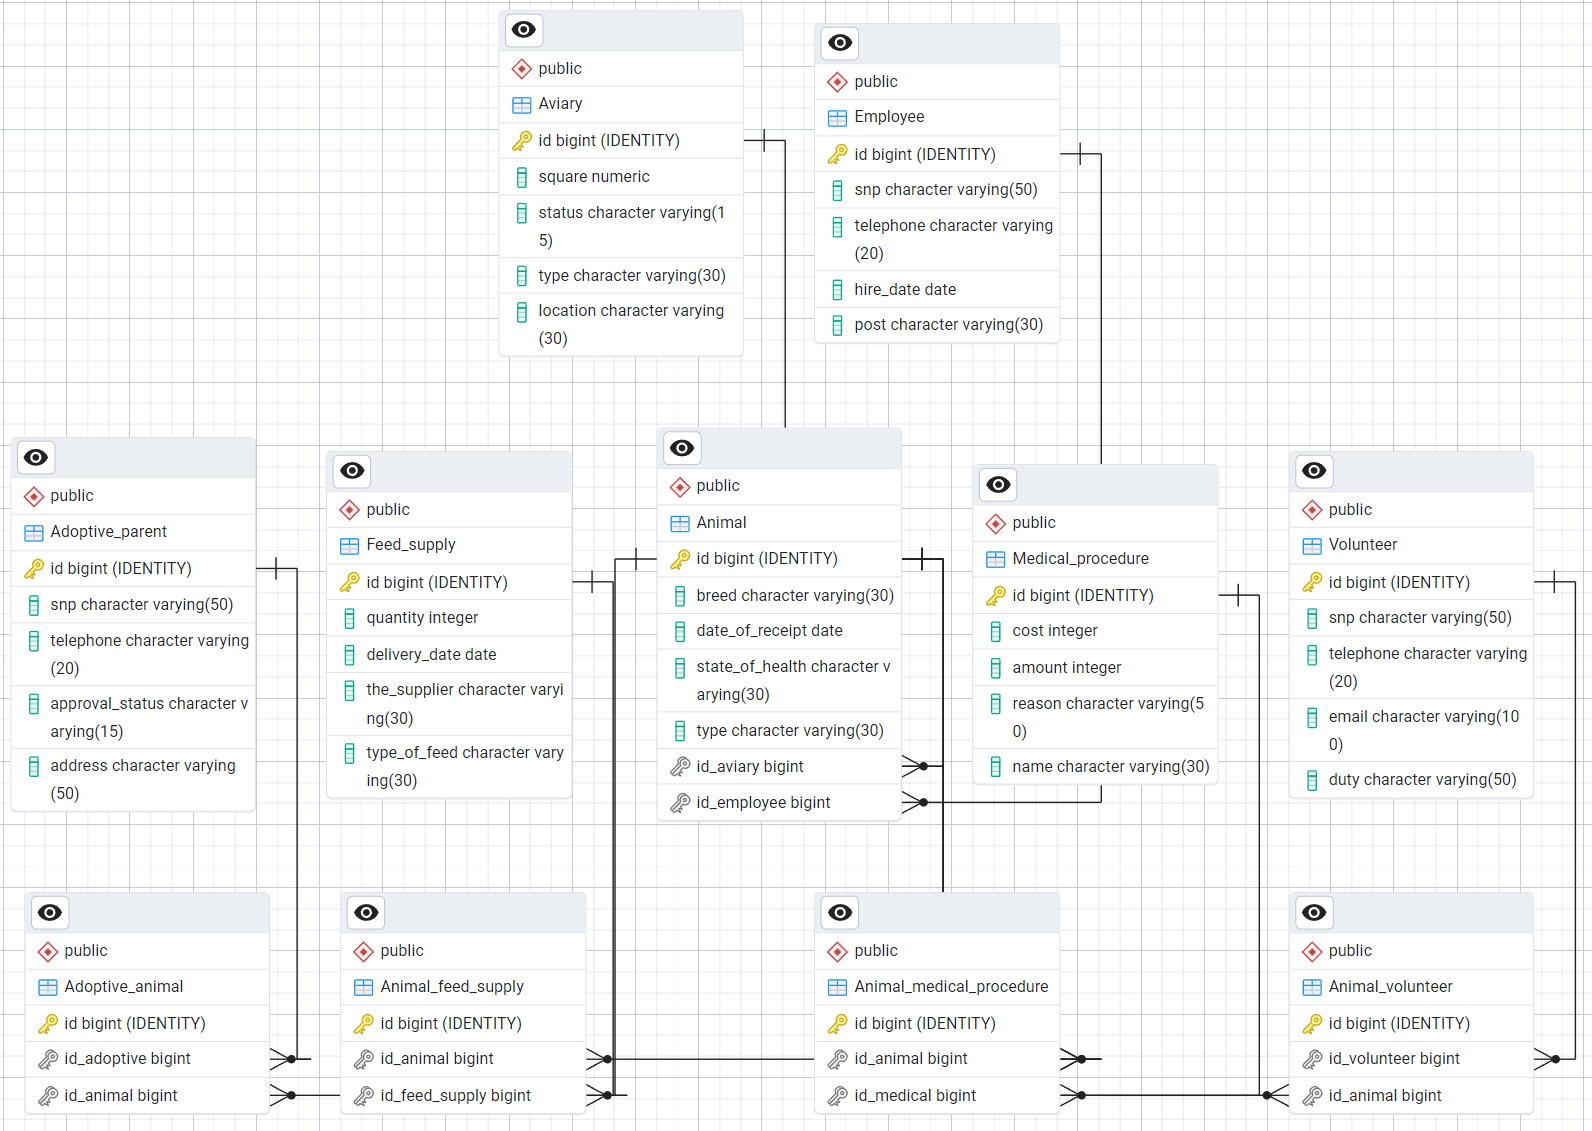 public
Aviary
id bigint (IDENTITY)
square numeric
status character varying(1
5)
type character varying(30)
location character varying
(30)
public
Employee
id bigint (IDENTITY)
snp character varying(50)
telephone character varying
(20)
hire_date date
post character varying(30)
public
Adoptive_parent
id bigint (IDENTITY)
snp character varying(50)
telephone character varying
(20)
approval_status character v
arying(15)
address character varying
(50)
public
Feed_supply
id bigint (IDENTITY)
quantity integer
delivery_date date
the_supplier character varyi
ng(30)
type_of_feed character vary
ing(30)
public
Animal
id bigint (IDENTITY)
breed character varying(30)
date_of_receipt date
state_of_health character v
arying(30)
type character varying(30)
id_aviary bigint
id_employee bigint
public
Medical_procedure
id bigint (IDENTITY)
cost integer
amount integer
reason character varying(5
0)
name character varying(30)
public
Volunteer
id bigint (IDENTITY)
snp character varying(50)
telephone character varying
(20)
email character varying(10
0)
duty character varying(50)
public
Adoptive_animal
id bigint (IDENTITY)
id_adoptive bigint
id_animal bigint
public
Animal_feed_supply
id bigint (IDENTITY)
id_animal bigint
id_feed_supply bigint
public
Animal_medical_procedure
id bigint (IDENTITY)
id_animal bigint
id_medical bigint
public
Animal_volunteer
id bigint (IDENTITY)
id_volunteer bigint
id_animal bigint